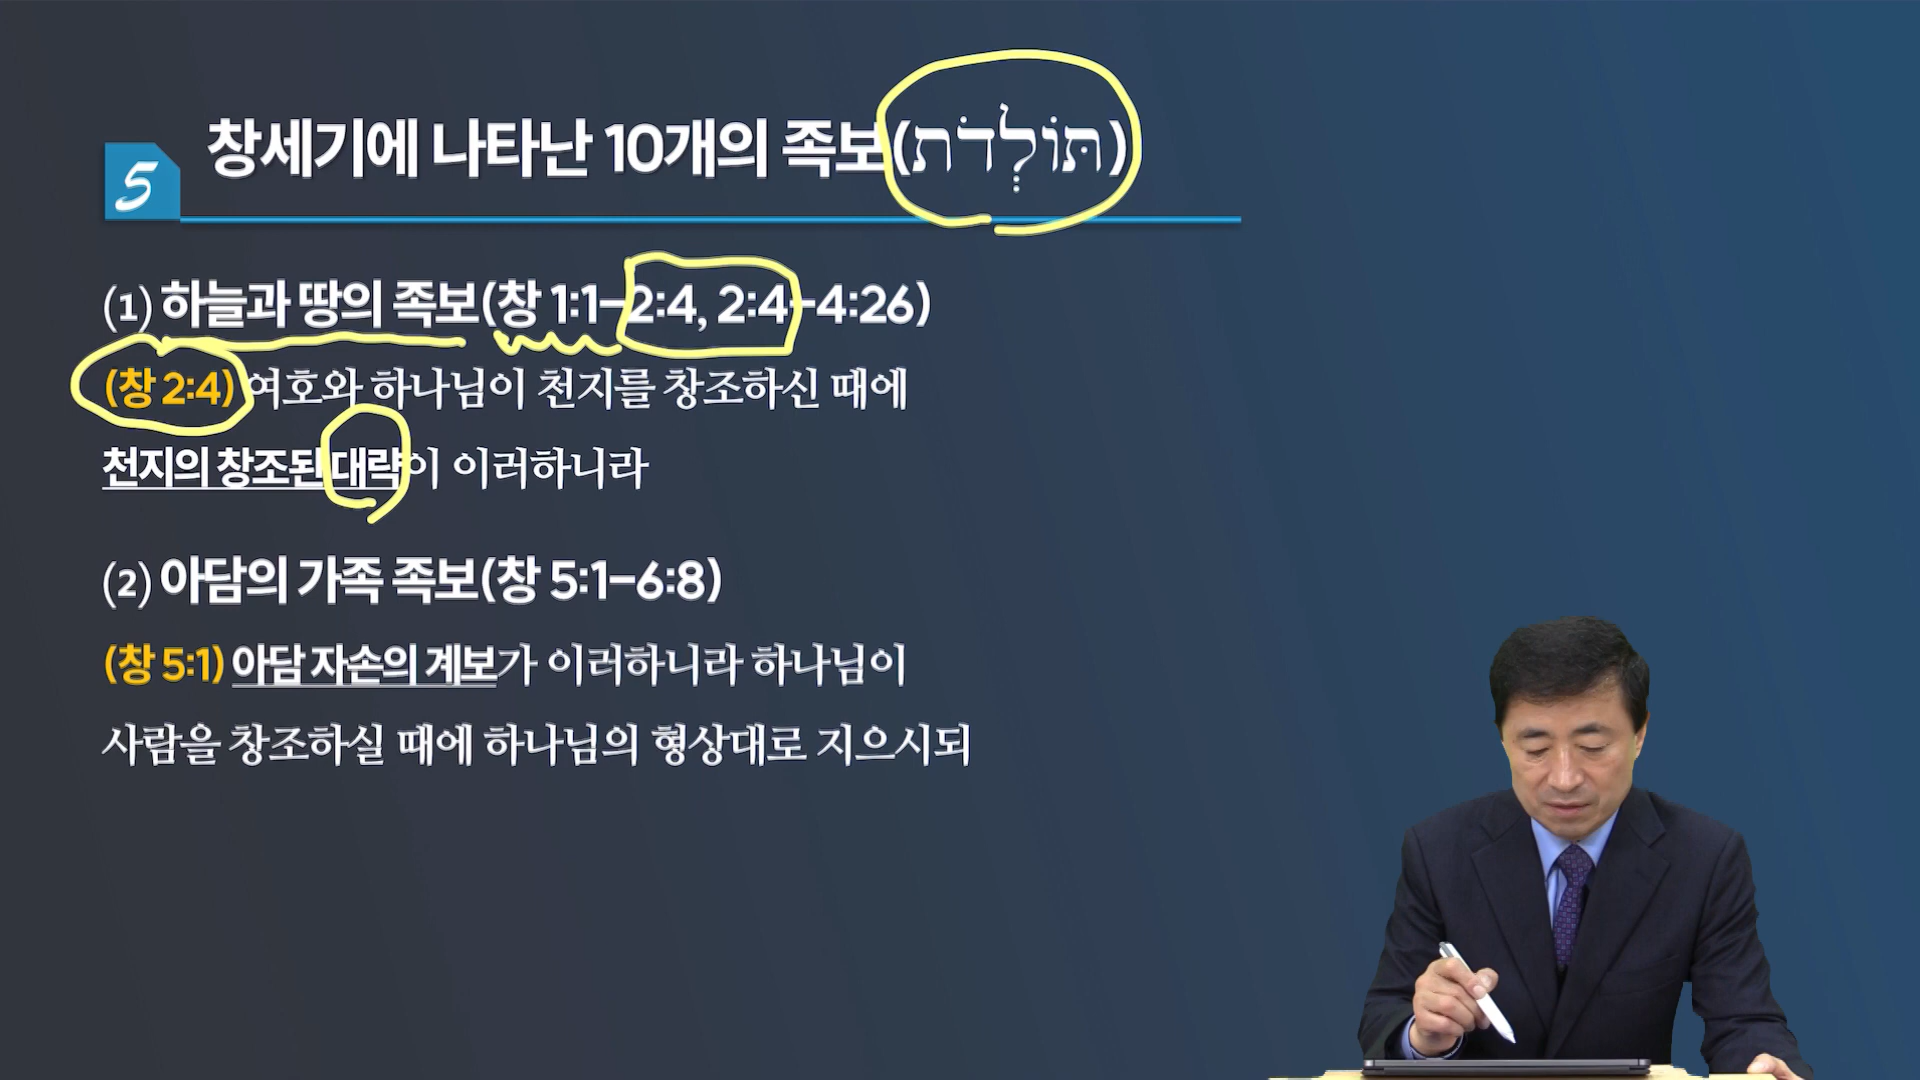 5
창세기에 나타난 10개의 족보(תּוֹלְדֹת)
(1) 하늘과 땅의 족보(창 1:1-2:4, 2:4-4:26)
(창 2:4) 여호와 하나님이 천지를 창조하신 때에
천지의 창조된 대략이 이러하니라
(2) 아담의 가족 족보(창 5:1-6:8)
(창 5:1) 아담 자손의 계보가 이러하니라 하나님이
사람을 창조하실 때에 하나님의 형상대로 지으시되